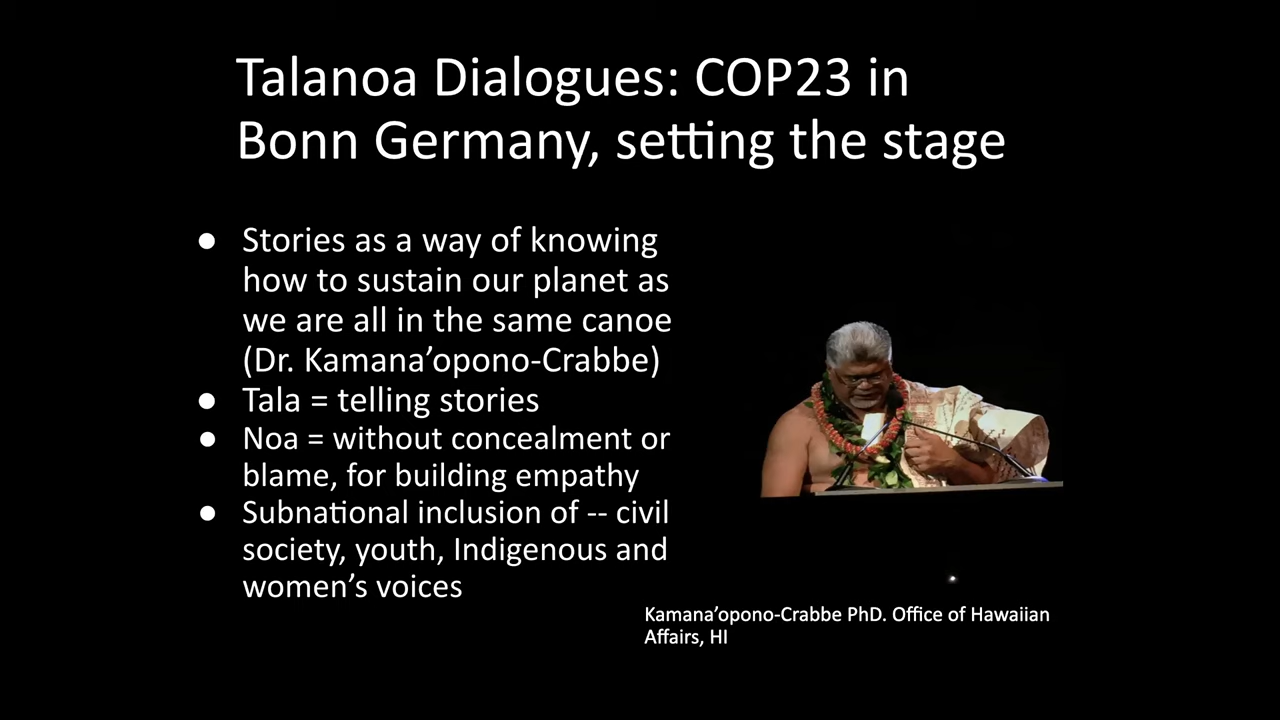 Talanoa Dialogues: COP23 in
Bonn Germany, setting the stage
● Stories as a way of knowing
how to sustain our planet as
we are all in the same canoe
(Dr. Kamana’opono-Crabbe)
● Tala = telling stories
● Noa = without concealment or
blame, for building empathy
● Subnational inclusion of -- civil
society, youth, Indigenous and
women’s voices
Kamana’opono-Crabbe PhD. Office of Hawaiian
Affairs, HI